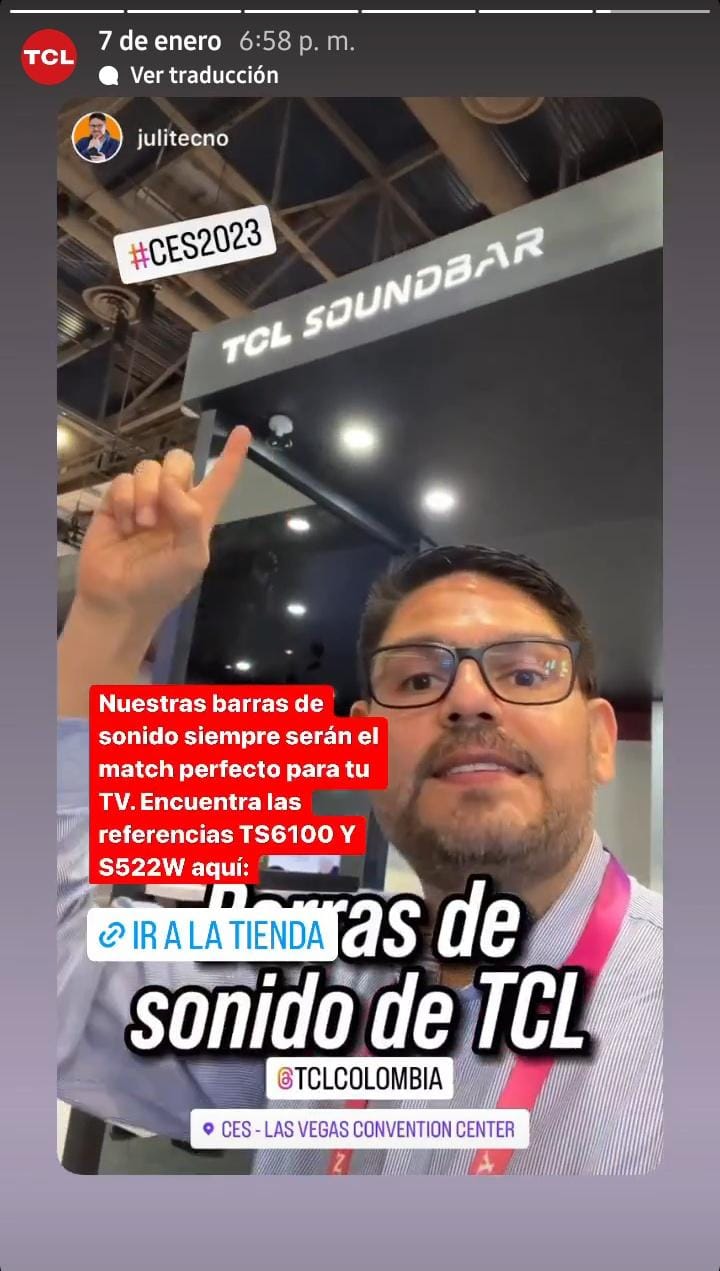 TCL
7 de enero 6:58 p. m.
Ver traducción
julitecno
#CES2023
TCL SOUNDBAR
Nuestras barras de
sonido siempre serán el
match perfecto para tu
TV. Encuentra las
referencias TS6100 Y
S522W aquí:
IR A LA TIENDA
Barras de
sonido de TCL
@TCLCOLOMBIA
CES - LAS VEGAS CONVENTION CENTER